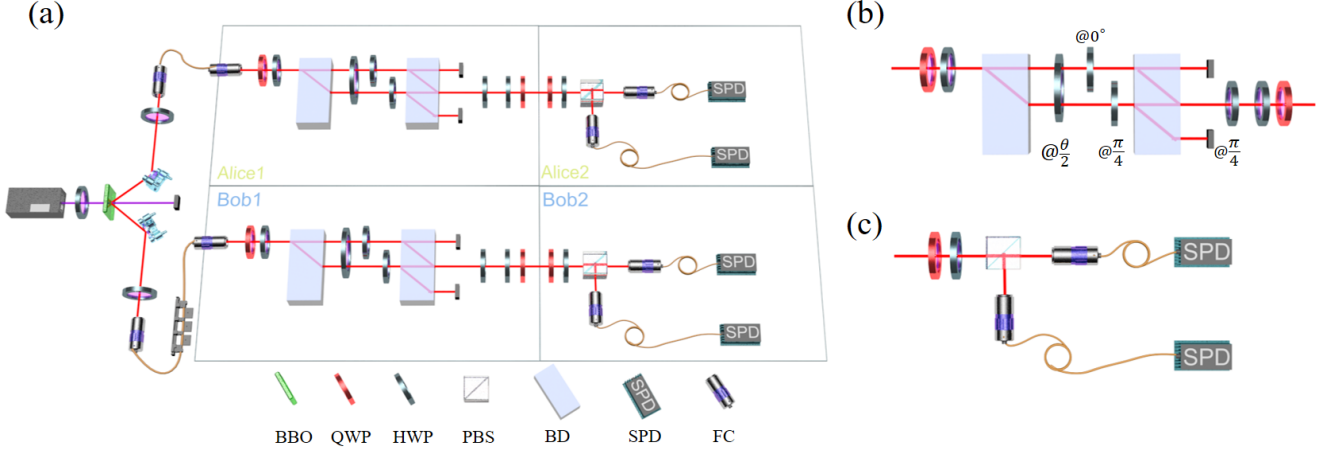 (a)
SPD
SPD
Alice1
Alice2
Bob1
Bob2
SPD
SPD
BBO
QWP
HWP
PBS
BD
SPD
SPD
FC
(b)
@0°
@θ/2
@π/4
@π/4
(c)
SPD
SPD